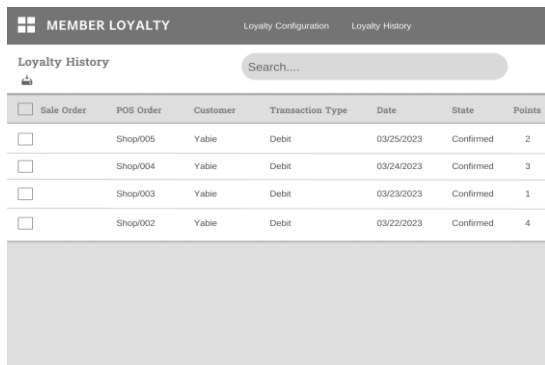 MEMBER LOYALTY Loyalty Configuration Loyalty History
Loyalty History Search....
Sale Order POS Order Customer Transaction Type Date State Points
Shop/005 Yabie Debit 03/25/2023 Confirmed 2
Shop/004 Yabie Debit 03/24/2023 Confirmed 3
Shop/003 Yabie Debit 03/23/2023 Confirmed 1
Shop/002 Yabie Debit 03/22/2023 Confirmed 4